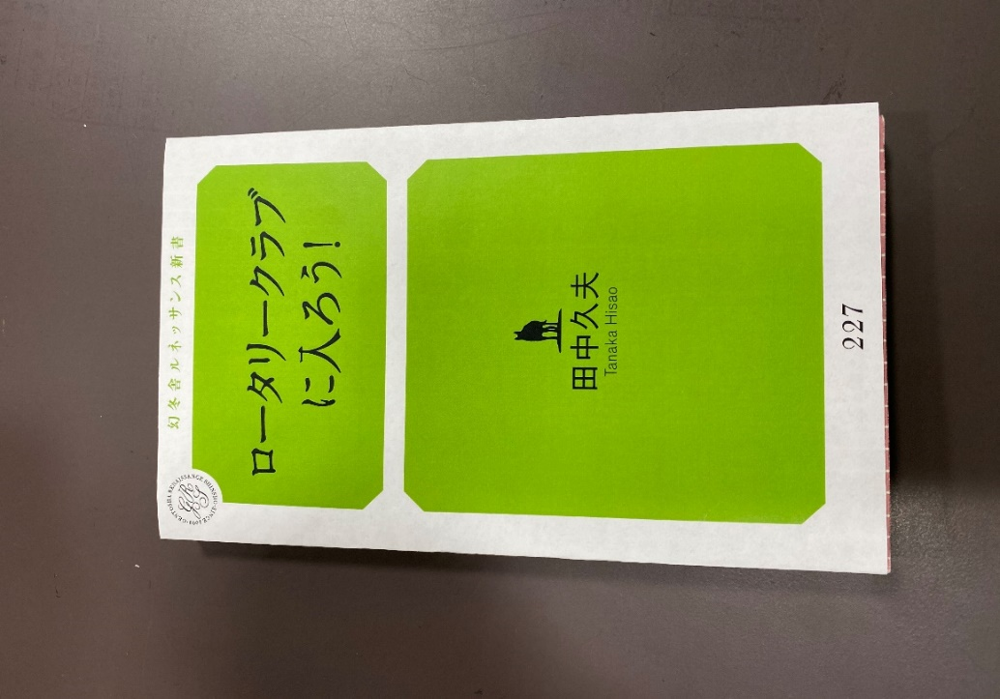 幻冬舎ルネッサンス新書
ロータリークラブ
に入ろう!
田中久夫
Tanaka Hisao
227